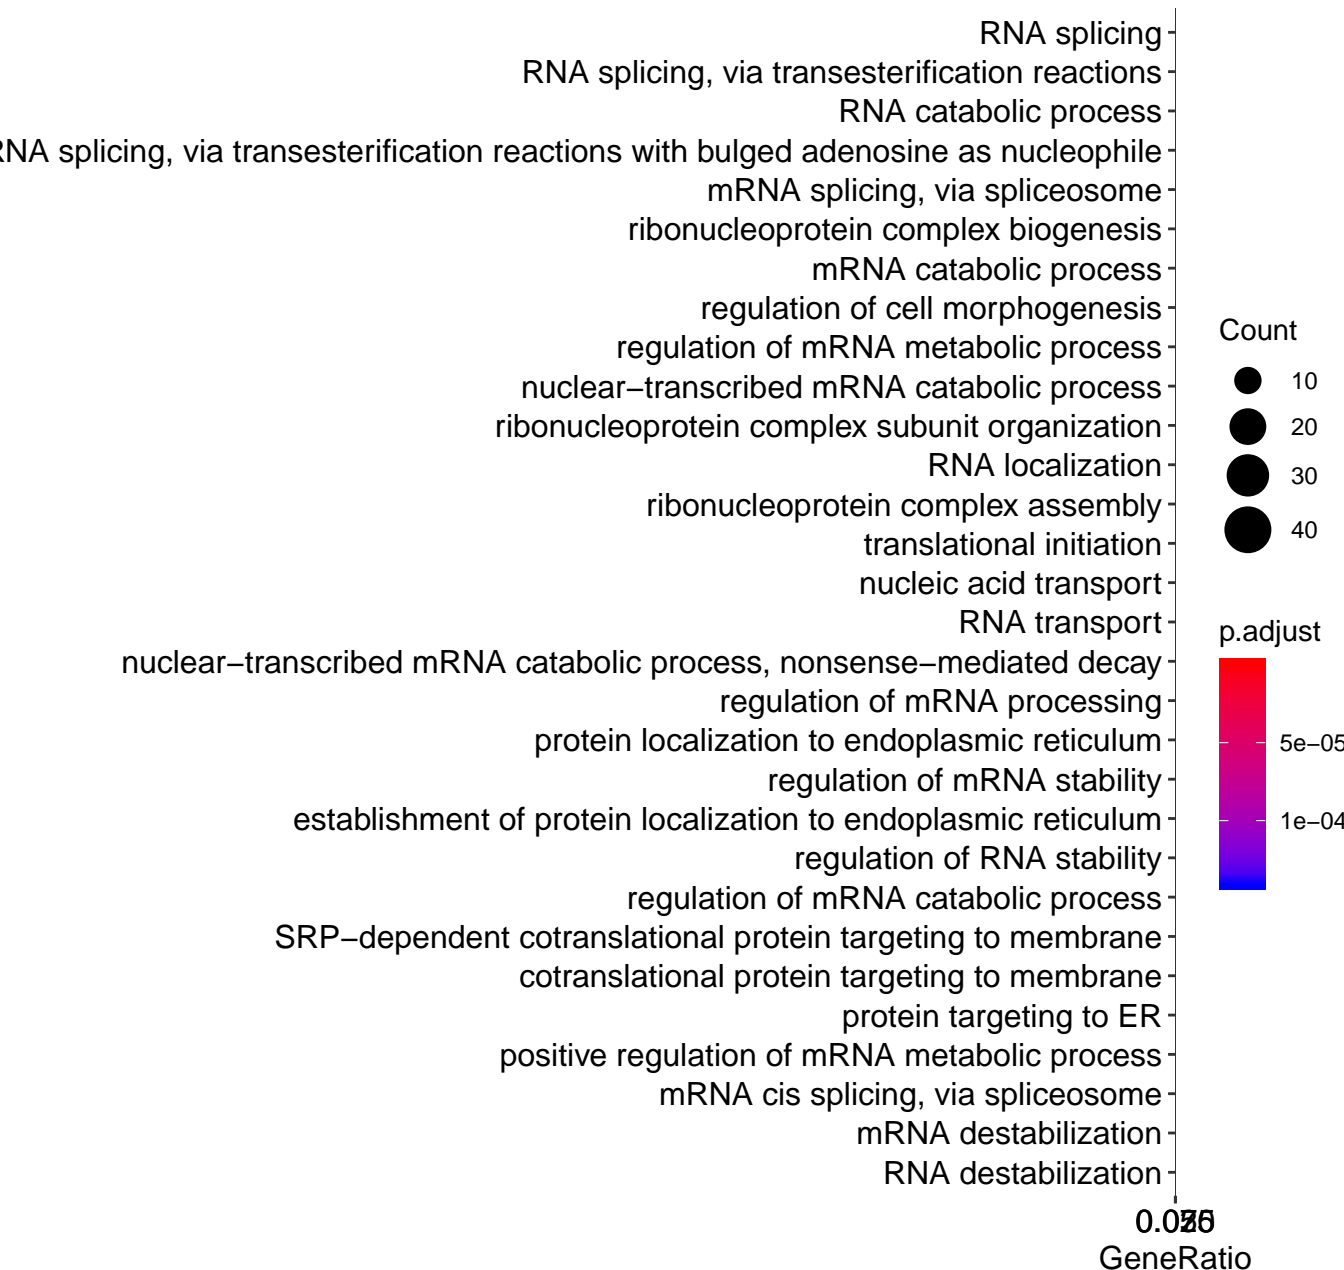 RNA splicing
RNA splicing, via transesterification reactions
RNA catabolic process
splicing, via transesterification reactions with bulged adenosine as nucleophile
mRNA splicing, via spliceosome
ribonucleoprotein complex biogenesis
mRNA catabolic process
regulation of cell morphogenesis
regulation of mRNA metabolic process
nuclear−transcribed mRNA catabolic process
ribonucleoprotein complex subunit organization
RNA localization
ribonucleoprotein complex assembly
translational initiation
nucleic acid transport
RNA transport
nuclear−transcribed mRNA catabolic process, nonsense−mediated decay
regulation of mRNA processing
protein localization to endoplasmic reticulum
regulation of mRNA stability
establishment of protein localization to endoplasmic reticulum
regulation of RNA stability
regulation of mRNA catabolic process
SRP−dependent cotranslational protein targeting to membrane
cotranslational protein targeting to membrane
protein targeting to ER
positive regulation of mRNA metabolic process
mRNA cis splicing, via spliceosome
mRNA destabilization
RNA destabilization
GeneRatio
Count
10
20
30
40
p.adjust
5e−05
1e−04